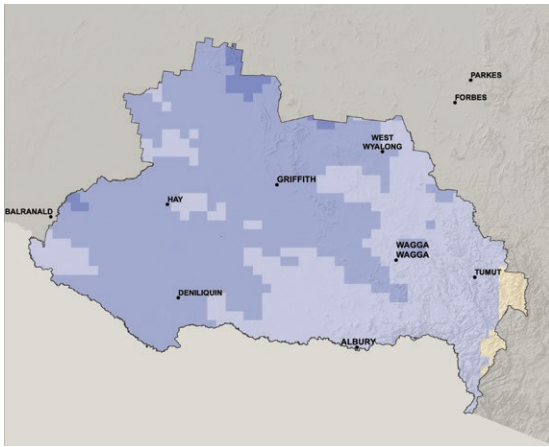 PARKES
FORBES
WEST
WYALONG
GRIFFITH
HAY
BALRANALD
WAGGA
WAGGA
TUMUT
DENILIQUIN
ALBURY